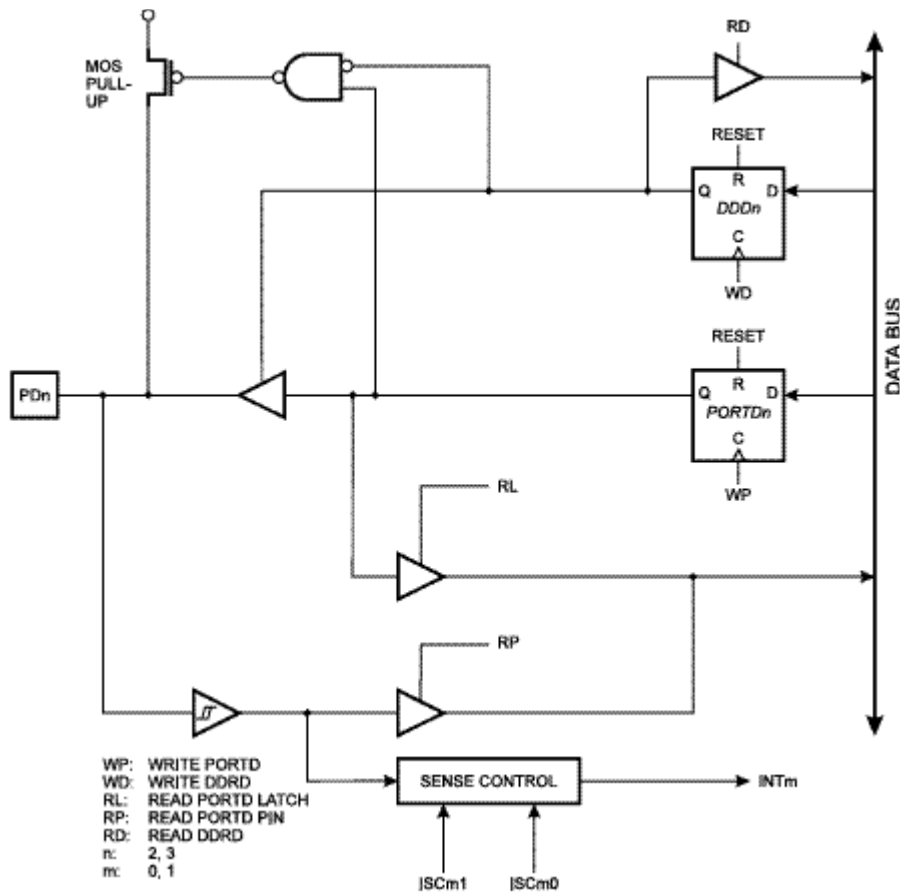 MOS
PULL-
UP
RD
RESET
R
Q
D
DDDn
C
WD
RESET
PDn
R
Q
D
PORTDn
C
WP
DATA BUS
RL
RP
WP: WRITE PORTD
WD: WRITE DDRD
RL: READ PORTD LATCH
RP: READ PORTD PIN
RD: READ DDRD
n: 2, 3
m: 0, 1
SENSE CONTROL
INTm
ISCm1
ISCm0